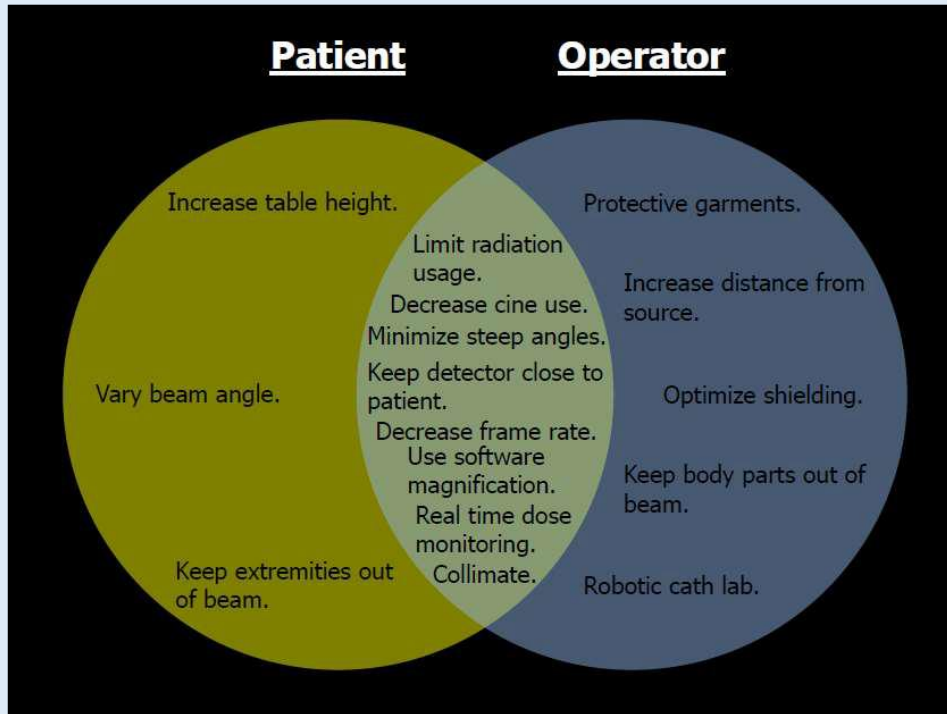 Patient
Operator
Increase table height.
Vary beam angle.
Keep extremities out
of beam.
Limit radiation
usage.
Decrease cine use.
Minimize steep angles.
Keep detector close to
patient.
Decrease frame rate.
Use software
magnification.
Real time dose
monitoring.
Collimate.
Protective garments.
Increase distance from
source.
Optimize shielding.
Keep body parts out of
beam.
Robotic cath lab.